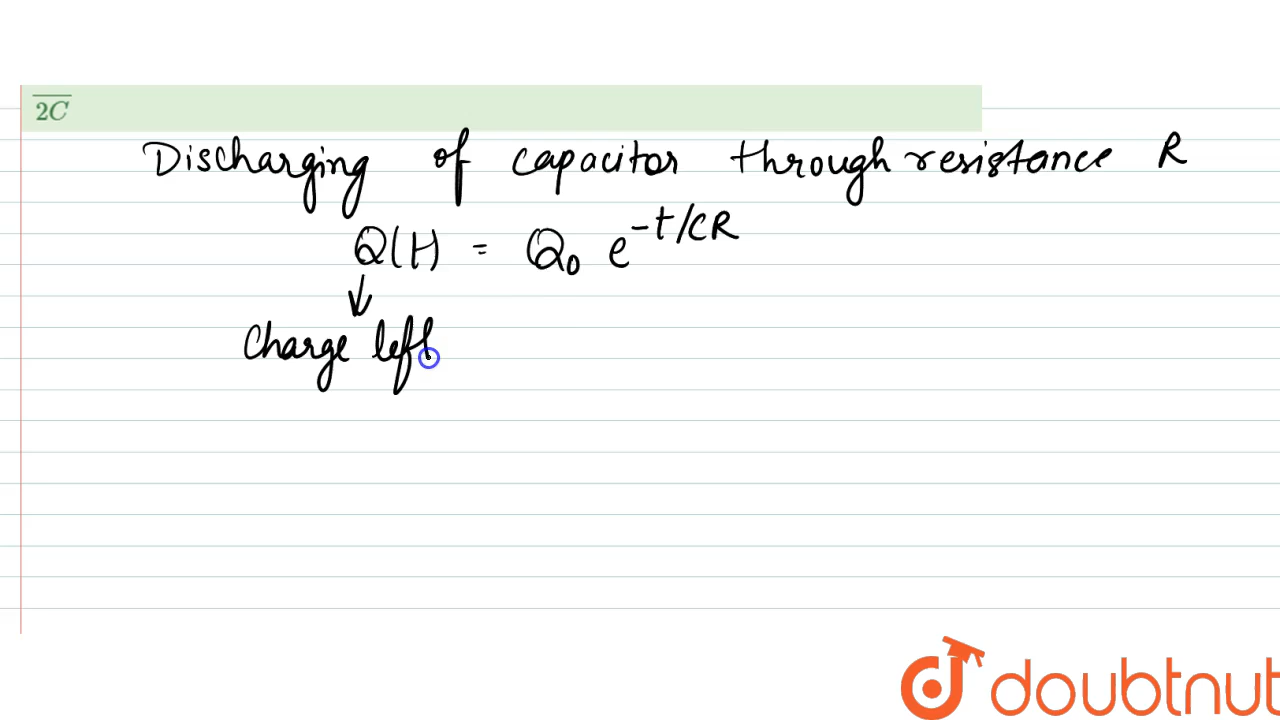 2C
Discharging of capacitor through resistance R
Q(t) = Q₀ e^-t/CR
↓
Charge left
doubtnut